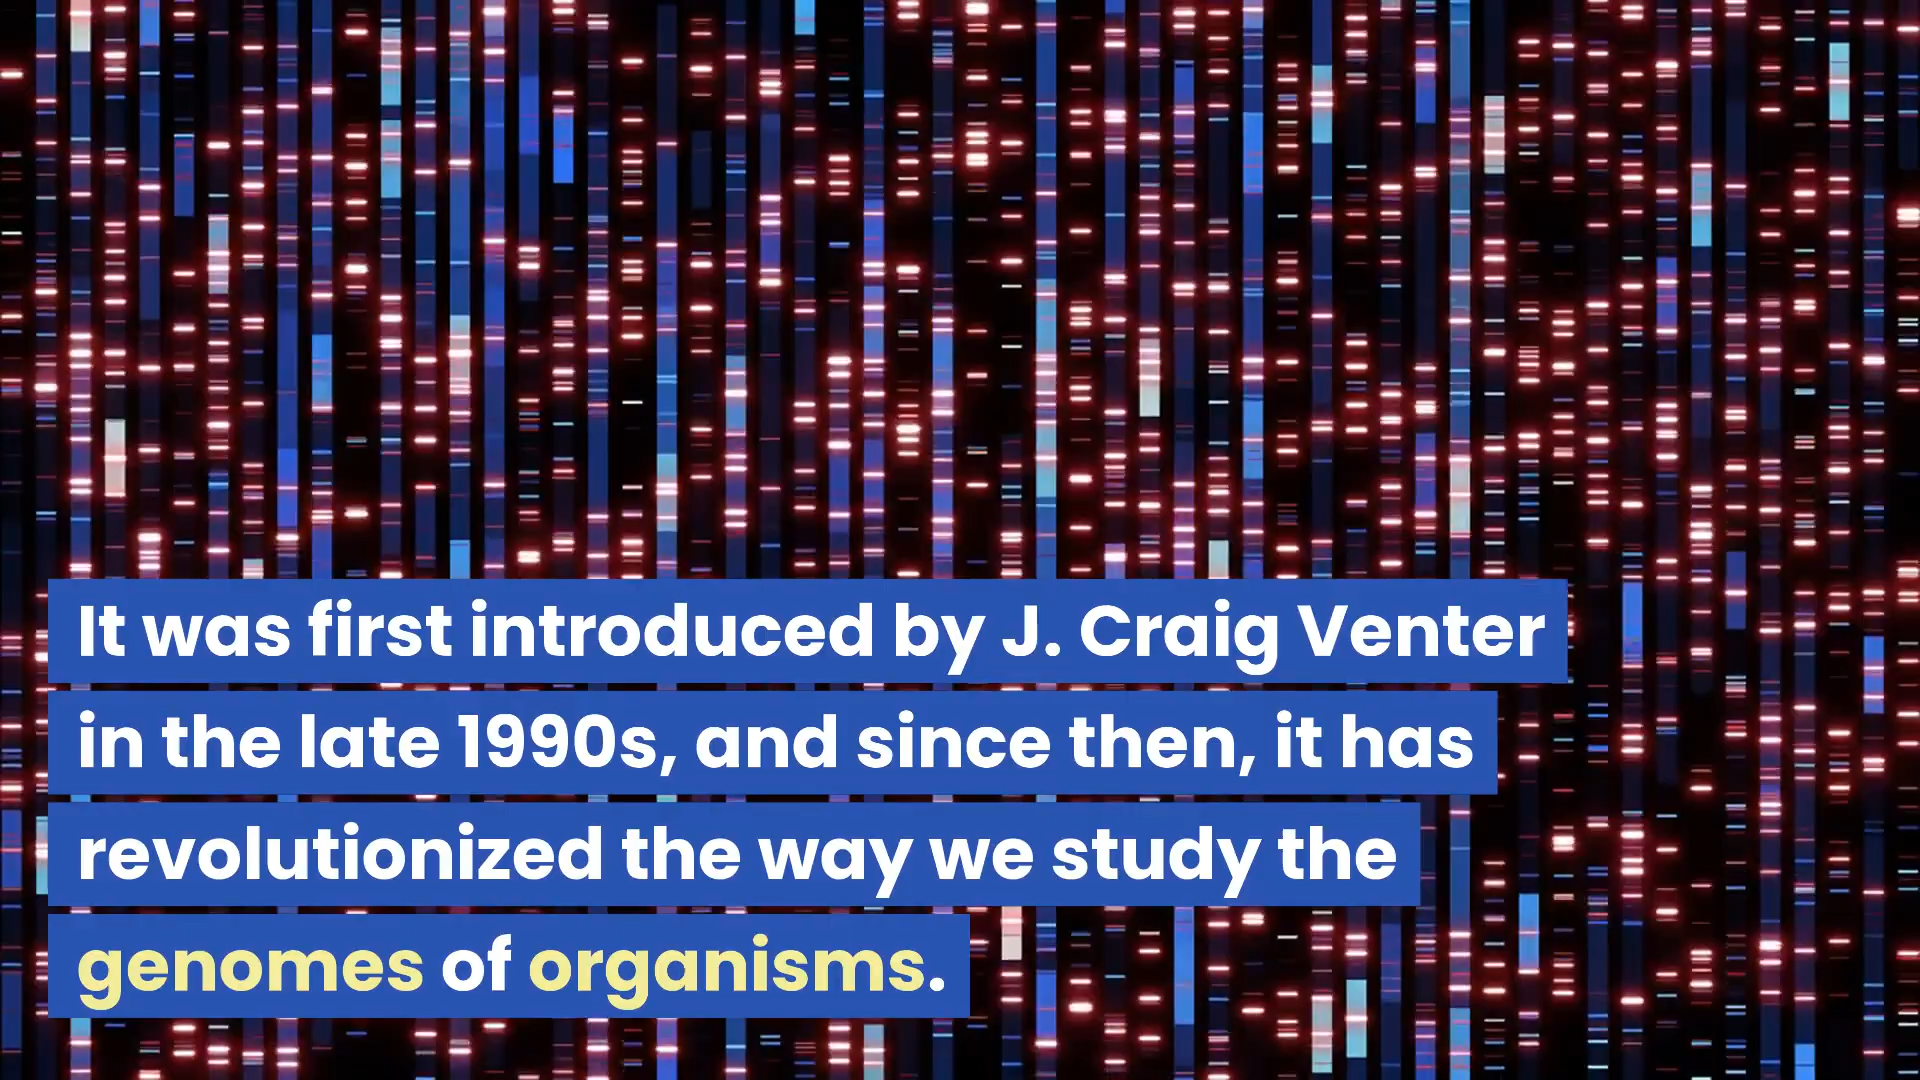 It was first introduced by J. Craig Venter
in the late 1990s, and since then, it has
revolutionized the way we study the
genomes of organisms.